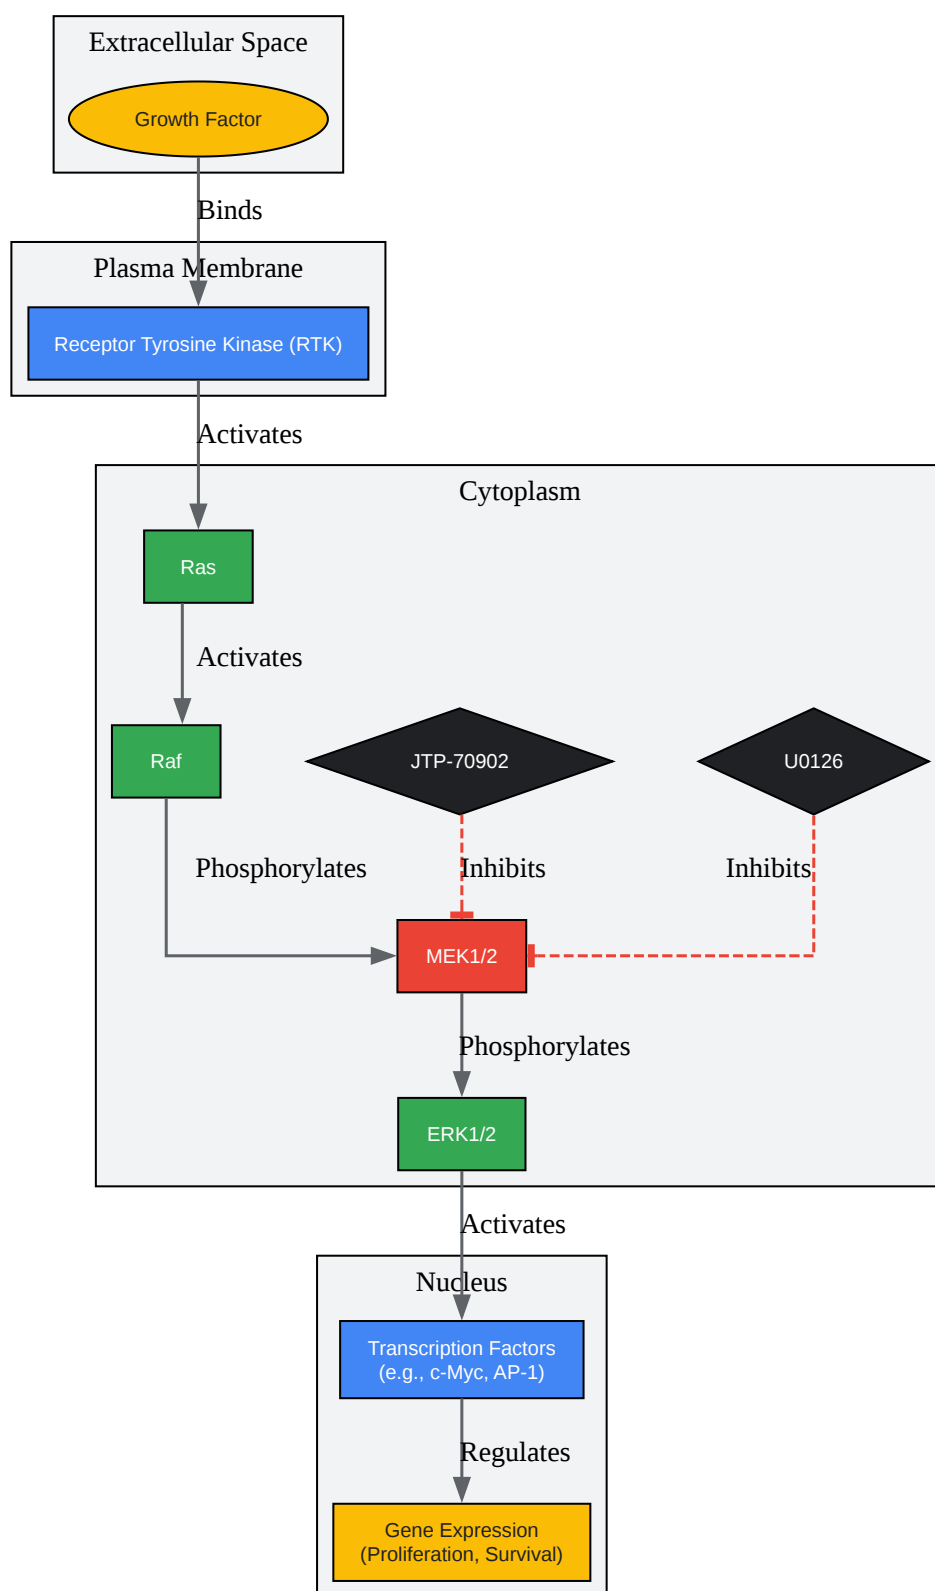 Extracellular Space
Growth Factor
Binds
Plasma Membrane
Receptor Tyrosine Kinase (RTK)
Activates
Cytoplasm
Ras
Activates
Raf
JTP-70902
U0126
Phosphorylates
Inhibits
Inhibits
MEK1/2
Phosphorylates
ERK1/2
Activates
Nucleus
Transcription Factors
(e.g., c-Myc, AP-1)
Regulates
Gene Expression
(Proliferation, Survival)